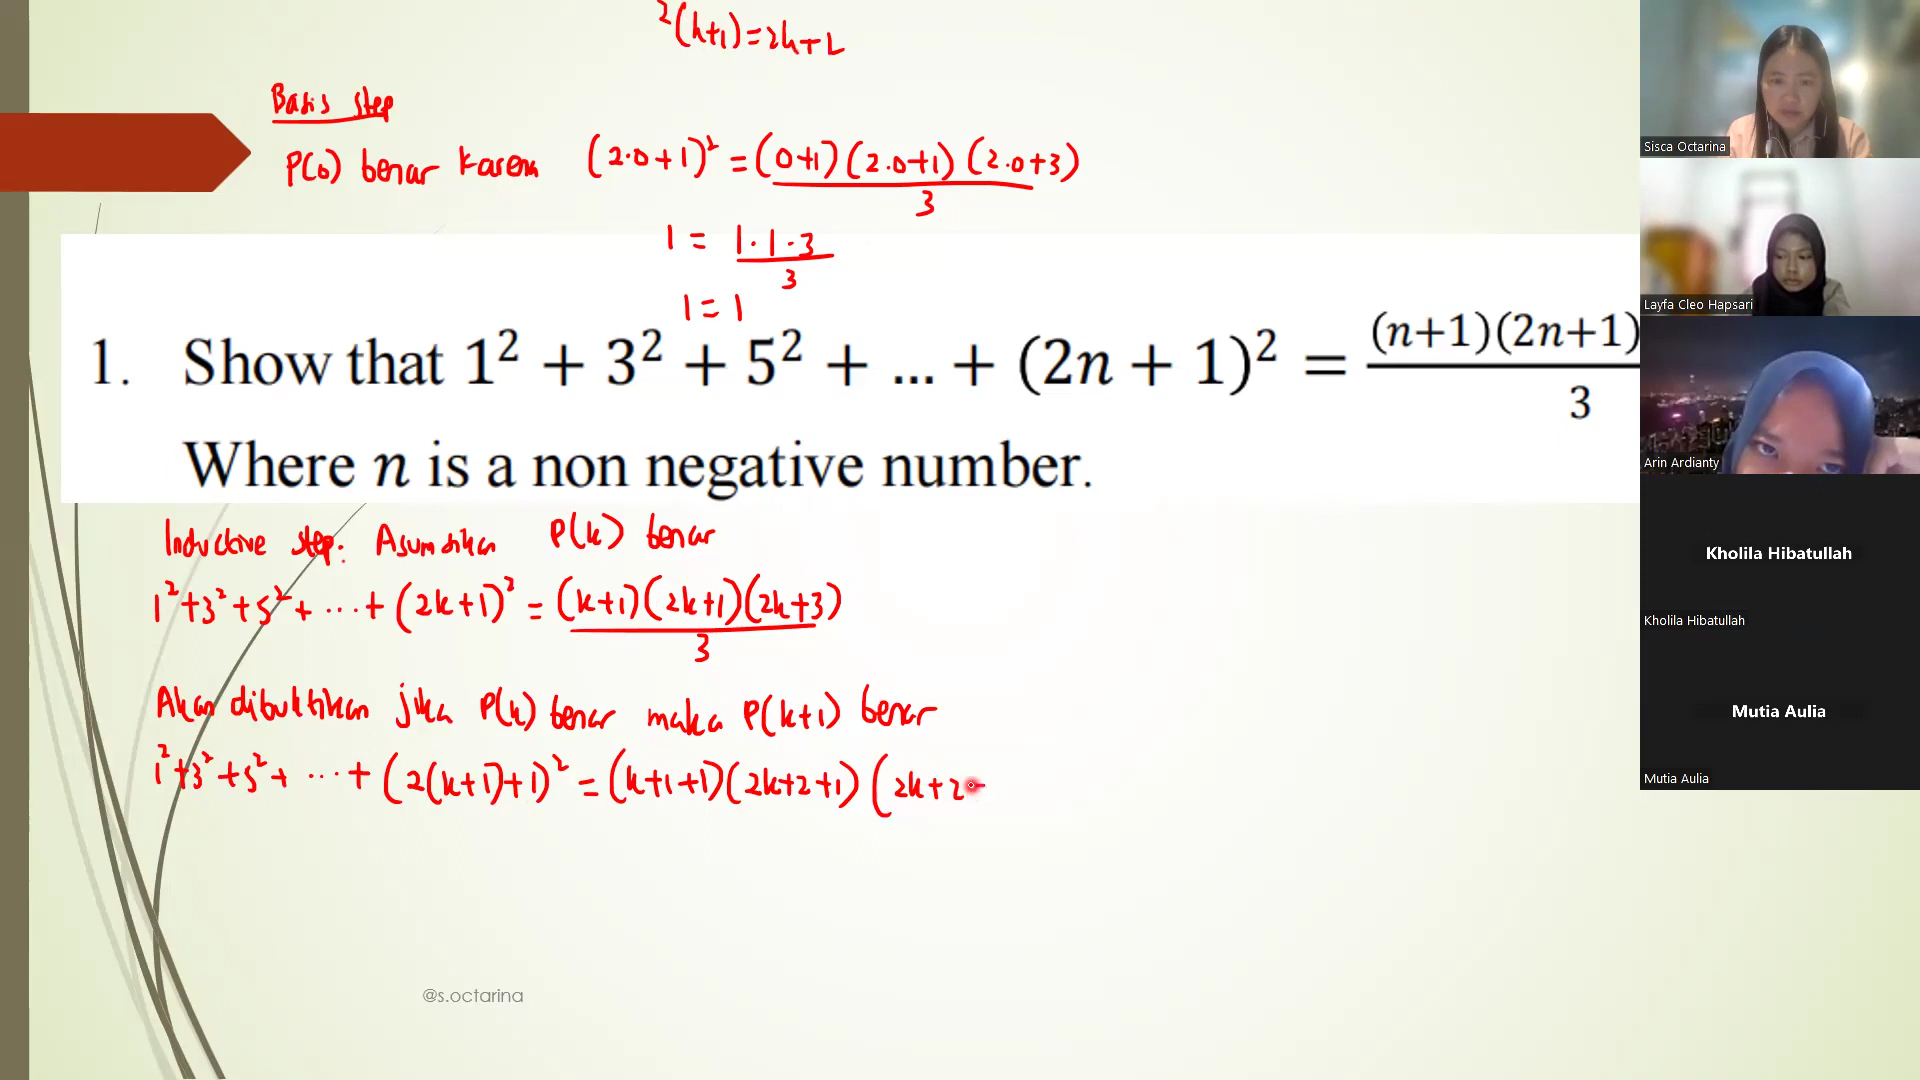 2(k+1)=2k+2
Basis step
P(0) benar karena (2·0+1)² = (0+1)(2·0+1)(2·0+3)
3
1 = 1·1·3
3
1 = 1
1. Show that 1² + 3² + 5² + ... + (2n + 1)² = (n+1)(2n+1)
3
Where n is a non negative number.
Inductive step: Asumsikan P(k) benar
1²+3²+5²+ ...+(2k+1)² = (k+1)(2k+1)(2k+3)
3
Akan dibuktikan jika P(k) benar maka P(k+1) benar
1²+3²+5²+ ...+(2(k+1)+1)² = (k+1+1)(2k+2+1)(2k+2
@s.octarina
Sisca Octarina
Layfa Cleo Hapsari
Arin Ardianty
Kholila Hibatullah
Kholila Hibatullah
Mutia Aulia
Mutia Aulia